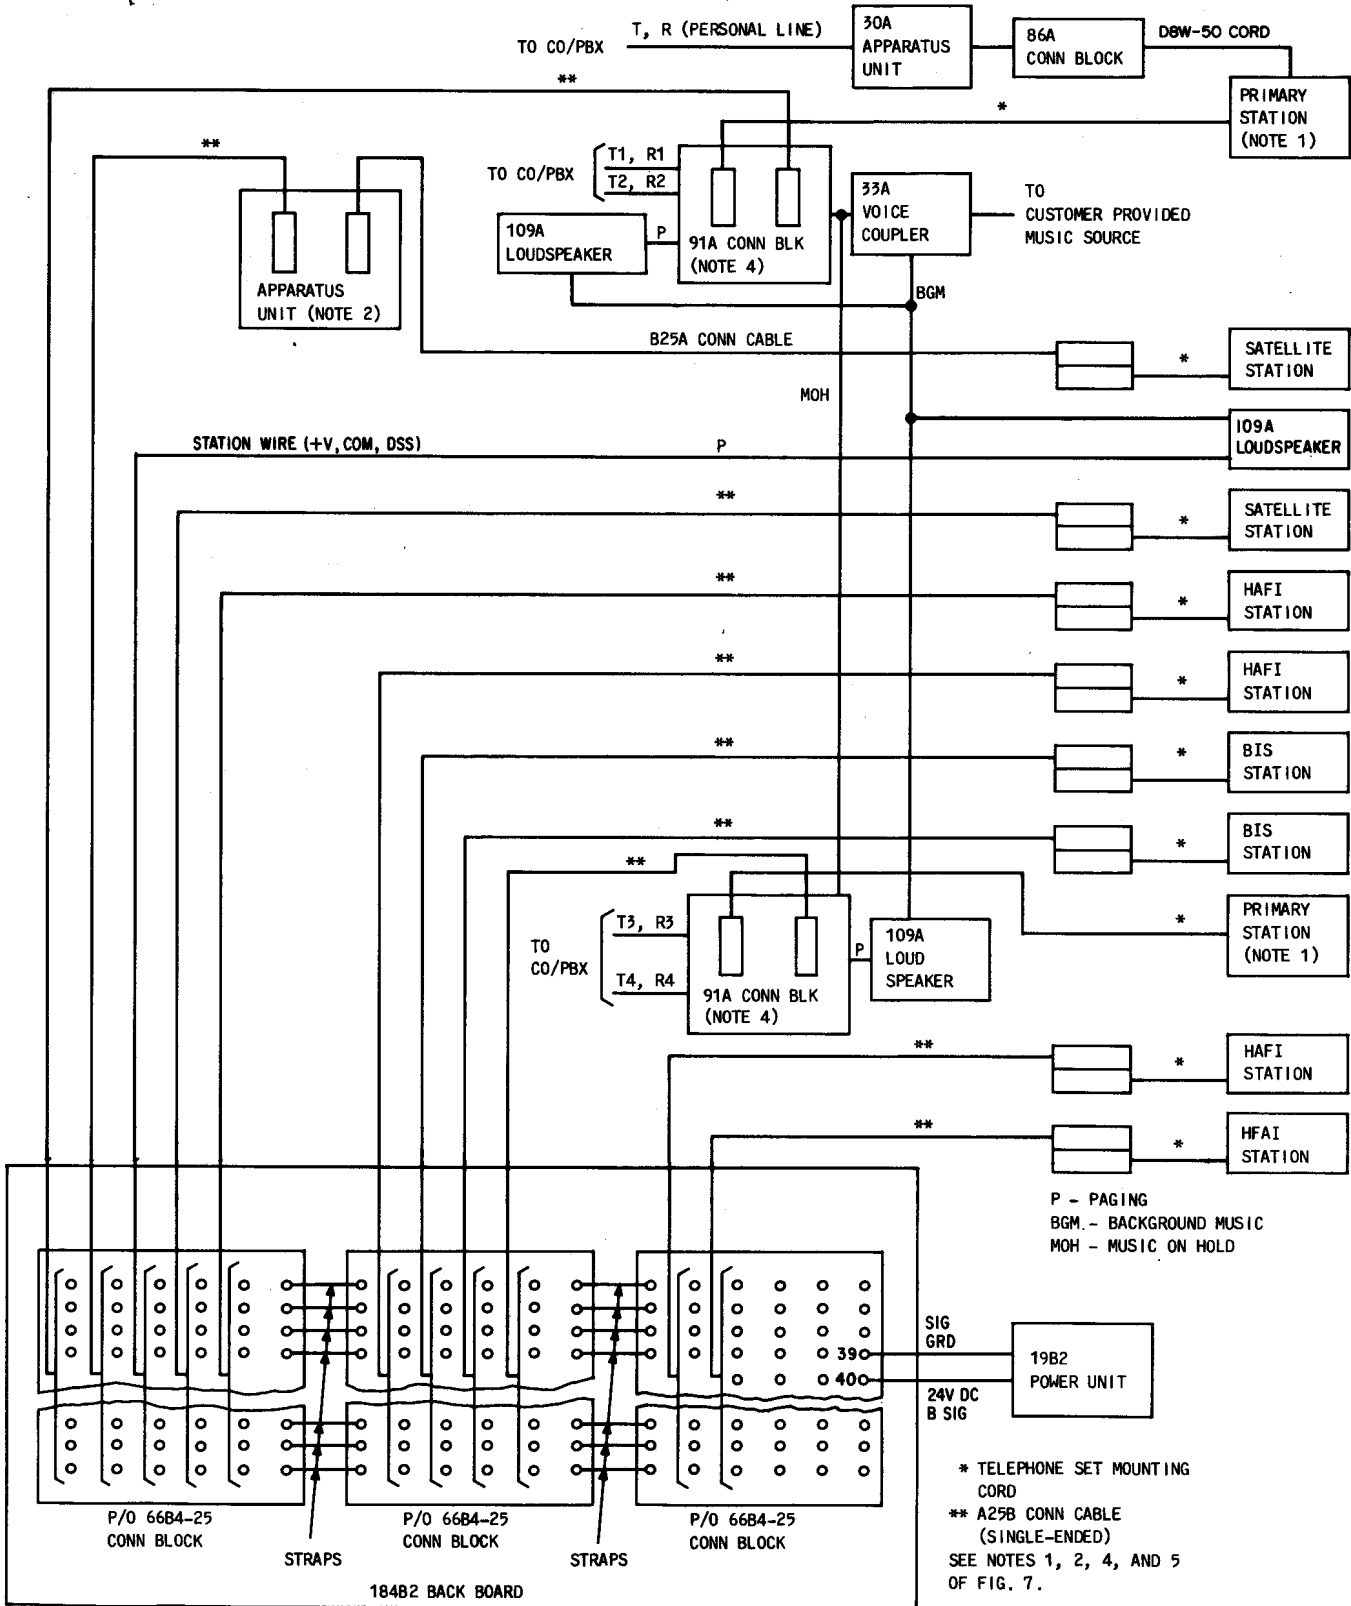 T, R (PERSONAL LINE)
TO CO/PBX
30A
APPARATUS
UNIT
86A
CONN BLOCK
D8W-50 CORD
**
*
PRIMARY
STATION
(NOTE 1)
**
TO CO/PBX
T1, R1
T2, R2
91A CONN BLK
(NOTE 4)
33A
VOICE
COUPLER
TO
CUSTOMER PROVIDED
MUSIC SOURCE
109A
LOUDSPEAKER
P
BGM
APPARATUS
UNIT (NOTE 2)
B25A CONN CABLE
*
SATELLITE
STATION
MOH
109A
LOUDSPEAKER
STATION WIRE (+V, COM, DSS)
P
**
*
SATELLITE
STATION
**
*
HAFI
STATION
**
*
HAFI
STATION
**
*
BIS
STATION
**
*
BIS
STATION
**
TO
CO/PBX
T3, R3
T4, R4
91A CONN BLK
(NOTE 4)
P
109A
LOUD
SPEAKER
*
PRIMARY
STATION
(NOTE 1)
**
*
HAFI
STATION
**
*
HFAI
STATION
P - PAGING
BGM.- BACKGROUND MUSIC
MOH - MUSIC ON HOLD
39
40
SIG
GRD
24V DC
B SIG
19B2
POWER UNIT
P/O 66B4-25
CONN BLOCK
P/O 66B4-25
CONN BLOCK
P/O 66B4-25
CONN BLOCK
STRAPS
STRAPS
184B2 BACK BOARD
* TELEPHONE SET MOUNTING
CORD
** A25B CONN CABLE
(SINGLE-ENDED)
SEE NOTES 1, 2, 4, AND 5
OF FIG. 7.